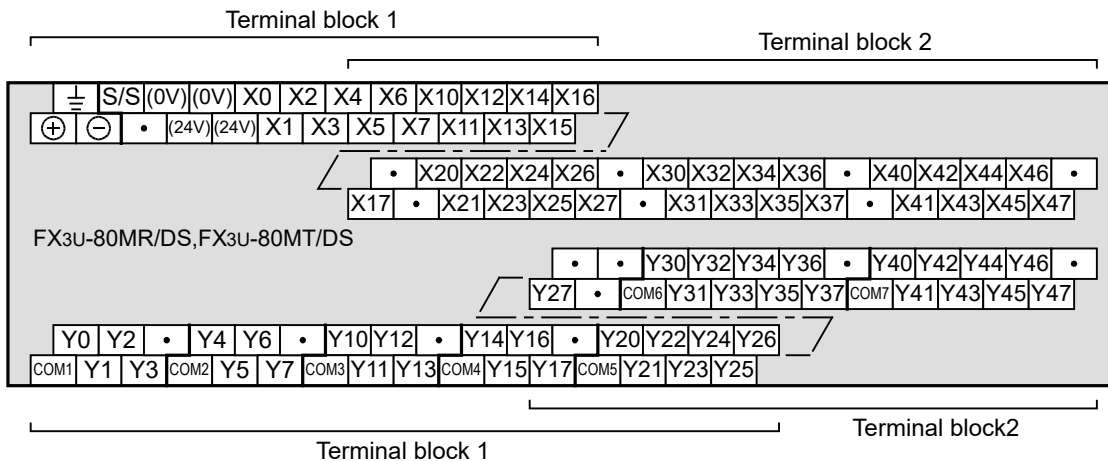 Terminal block 1
Terminal block 2
S/S (0V) (0V) X0 X2 X4 X6 X10 X12 X14 X16
⊕ ⊖ • (24V) (24V) X1 X3 X5 X7 X11 X13 X15
• X20 X22 X24 X26 • X30 X32 X34 X36 • X40 X42 X44 X46 •
X17 • X21 X23 X25 X27 • X31 X33 X35 X37 • X41 X43 X45 X47
FX3U-80MR/DS,FX3U-80MT/DS
• • Y30 Y32 Y34 Y36 • Y40 Y42 Y44 Y46 •
Y27 • COM6 Y31 Y33 Y35 Y37 COM7 Y41 Y43 Y45 Y47
Y0 Y2 • Y4 Y6 • Y10 Y12 • Y14 Y16 • Y20 Y22 Y24 Y26
COM1 Y1 Y3 COM2 Y5 Y7 COM3 Y11 Y13 COM4 Y15 Y17 COM5 Y21 Y23 Y25
Terminal block2
Terminal block 1